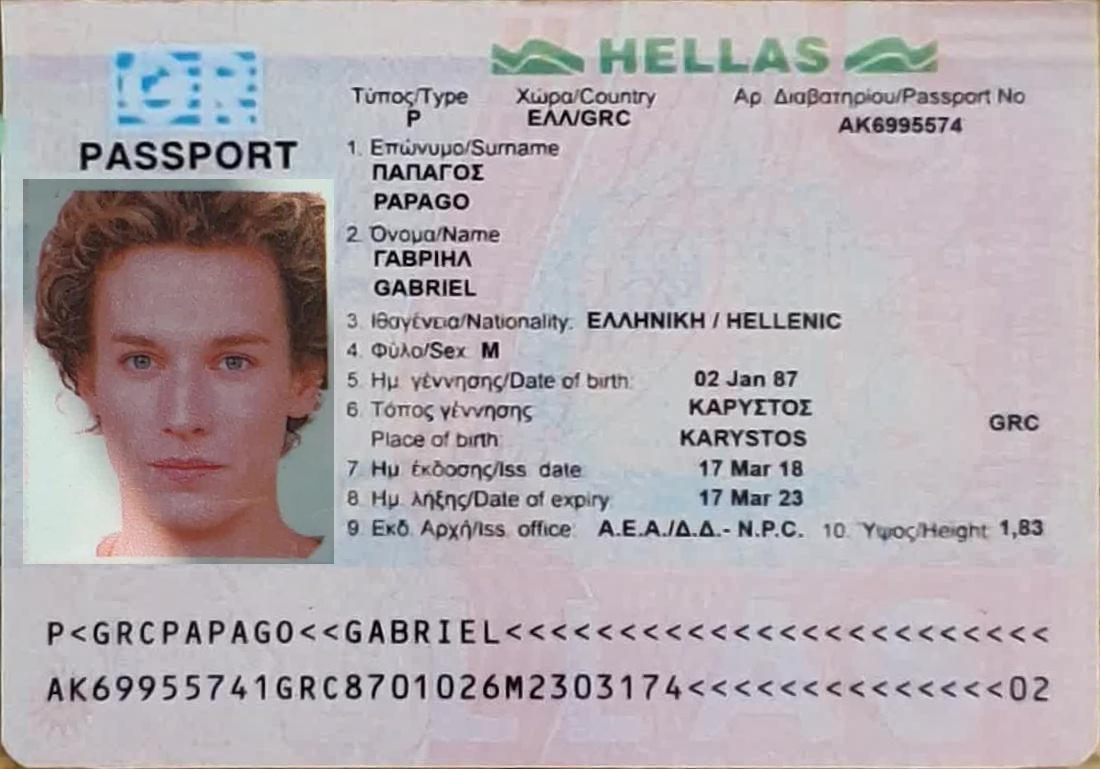 GR
HELLAS
PASSPORT
Τύπος/Type Χώρα/Country Αρ. Διαβατηρίου/Passport No
P ΕΛΛ/GRC AK6995574
1. Επώνυμο/Surname
ΠΑΠΑΓΟΣ
PAPAGO
2. Όνομα/Name
ΓΑΒΡΙΗΛ
GABRIEL
3. Ιθαγένεια/Nationality: ΕΛΛΗΝΙΚΗ / HELLENIC
4. Φύλο/Sex M
5. Ημ. γέννησης/Date of birth: 02 Jan 87
6. Τόπος γέννησης ΚΑΡΥΣΤΟΣ
Place of birth KARYSTOS
GRC
7. Ημ. έκδοσης/Iss. date 17 Mar 18
8. Ημ. λήξης/Date of expiry 17 Mar 23
9. Εκδ. Αρχή/Iss. office: Α.Ε.Α./Δ.Δ.- N.P.C. 10. Ύψος/Height 1,83
P<GRCPAPAGO<<GABRIEL<<<<<<<<<<<<<<<<<<<<<<<<
AK69955741GRC8701026M2303174<<<<<<<<<<<<<<02